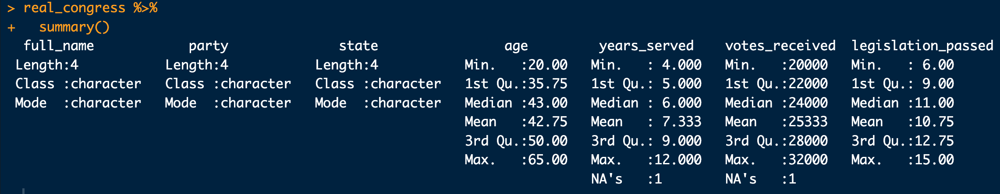 > real_congress %>%
+   summary()
  full_name            party              state                age         years_served    votes_received  legislation_passed
 Length:4           Length:4           Length:4           Min.   :20.00   Min.   : 4.000   Min.   :20000   Min.   : 6.00
 Class :character   Class :character   Class :character   1st Qu.:35.75   1st Qu.: 5.000   1st Qu.:22000   1st Qu.: 9.00
 Mode  :character   Mode  :character   Mode  :character   Median :43.00   Median : 6.000   Median :24000   Median :11.00
                                                          Mean   :42.75   Mean   : 7.333   Mean   :25333   Mean   :10.75
                                                          3rd Qu.:50.00   3rd Qu.: 9.000   3rd Qu.:28000   3rd Qu.:12.75
                                                          Max.   :65.00   Max.   :12.000   Max.   :32000   Max.   :15.00
                                                                          NA's   :1        NA's   :1